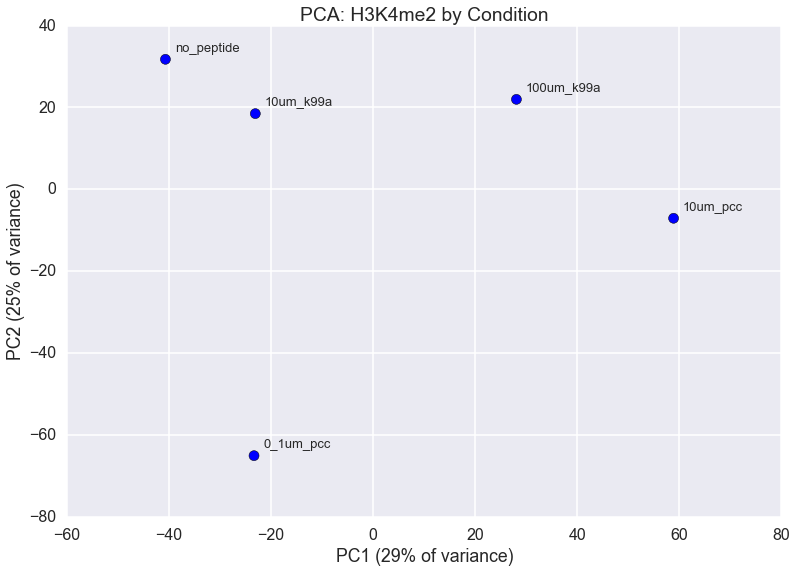 PCA: H3K4me2 by Condition
40
20
0
−20
−40
−60
−80
PC2 (25% of variance)
no_peptide
10um_k99a
100um_k99a
10um_pcc
0_1um_pcc
−60
−40
−20
0
20
40
60
80
PC1 (29% of variance)